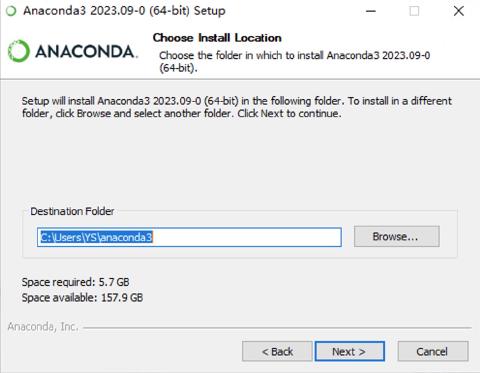 Anaconda3 2023.09-0 (64-bit) Setup
ANACONDA.
Choose Install Location
Choose the folder in which to install Anaconda3 2023.09-0
(64-bit).
Setup will install Anaconda3 2023.09-0 (64-bit) in the following folder. To install in a different
folder, click Browse and select another folder. Click Next to continue.
Destination Folder
C:\Users\YS\anaconda3
Browse...
Space required: 5.7 GB
Space available: 157.9 GB
Anaconda, Inc.
< Back
Next >
Cancel